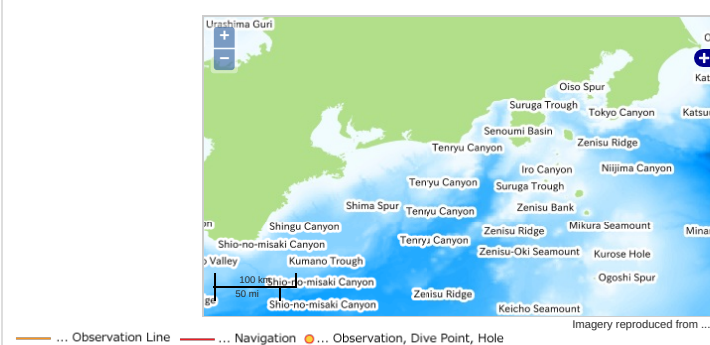 Urashima Guri
+
−
O
+
Kat
Oiso Spur
Suruga Trough
Tokyo Canyon
Katsu
Senoumi Basin
Zenisu Ridge
Tenryu Canyon
Iro Canyon
Niijima Canyon
Tenryu Canyon
Suruga Trough
Shima Spur
Tenryu Canyon
Zenisu Bank
on
Shingu Canyon
Mikura Seamount
Mina
Zenisu Ridge
Tenryu Canyon
Shio-no-misaki Canyon
Zenisu-Oki Seamount
Kurose Hole
o Valley
Kumano Trough
Ogoshi Spur
100 km
Shio-no-misaki Canyon
50 mi
ge
Zenisu Ridge
Shio-no-misaki Canyon
Keicho Seamount
Imagery reproduced from ...
... Observation Line
... Navigation
... Observation, Dive Point, Hole